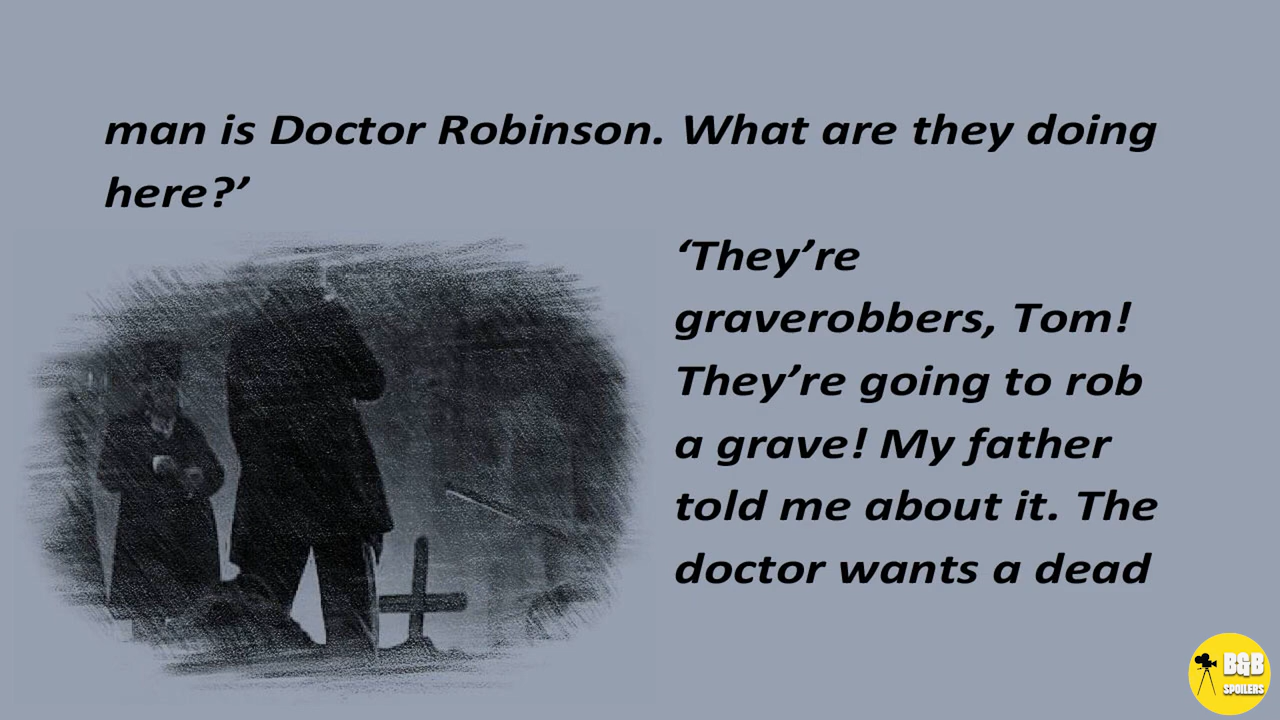 man is Doctor Robinson. What are they doing
here?’
‘They’re
graverobbers, Tom!
They’re going to rob
a grave! My father
told me about it. The
doctor wants a dead
B&B
SPOILERS